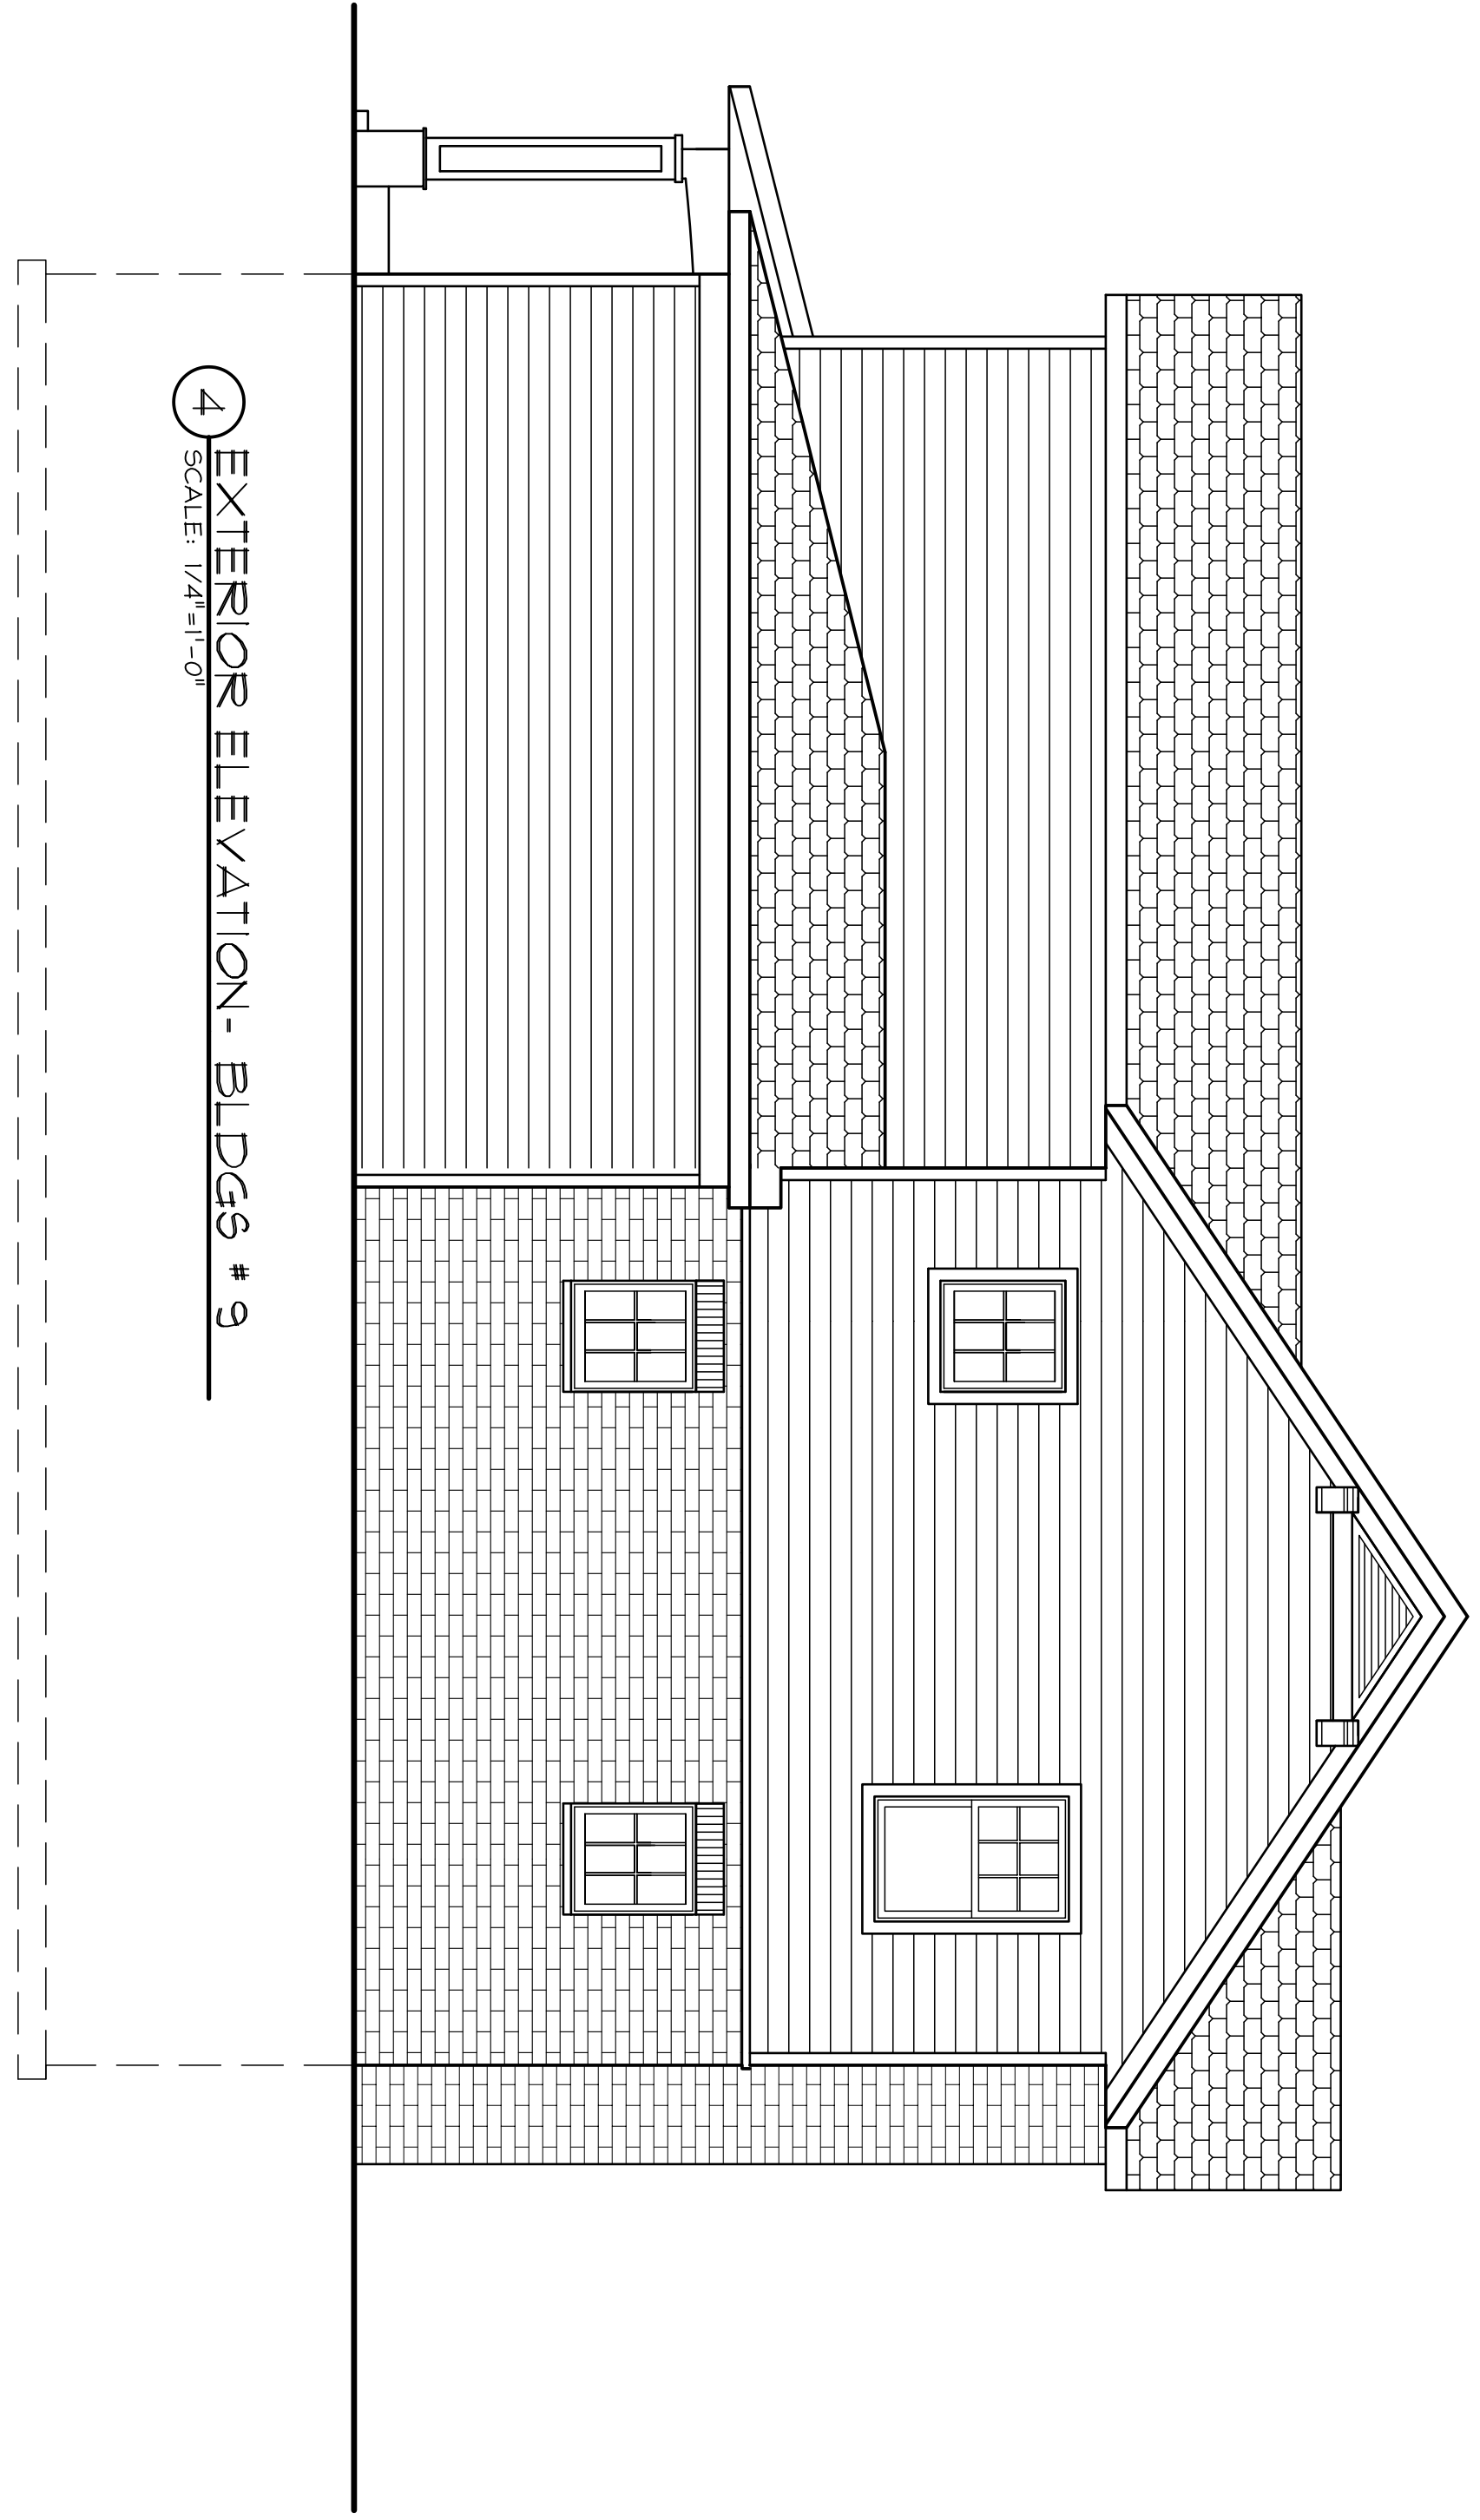 4
EXTERIOR ELEVATION- BLDGS # 9
SCALE: 1/4"=1'-0"